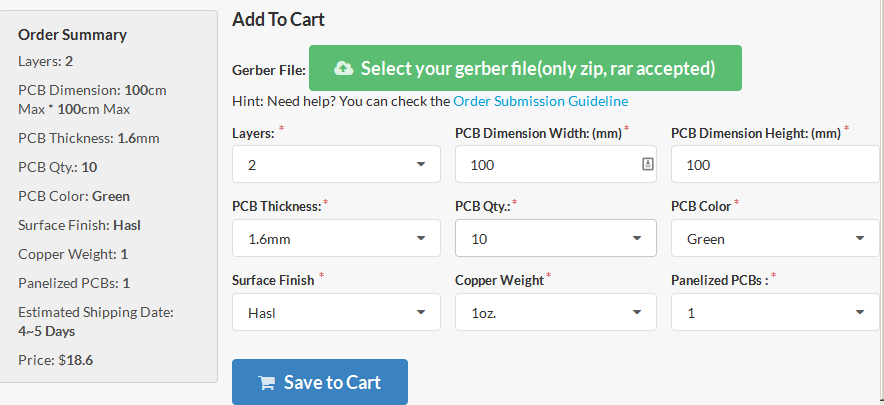 Order Summary
Layers: 2
PCB Dimension: 100cm
Max * 100cm Max
PCB Thickness: 1.6mm
PCB Qty.: 10
PCB Color: Green
Surface Finish: Hasl
Copper Weight: 1
Panelized PCBs: 1
Estimated Shipping Date:
4~5 Days
Price: $18.6
Add To Cart
Gerber File: Select your gerber file(only zip, rar accepted)
Hint: Need help? You can check the Order Submission Guideline
Layers: * PCB Dimension Width: (mm)* PCB Dimension Height: (mm)*
2 100 100
PCB Thickness:* PCB Qty.:* PCB Color*
1.6mm 10 Green
Surface Finish * Copper Weight* Panelized PCBs :*
Hasl 1oz. 1
Save to Cart